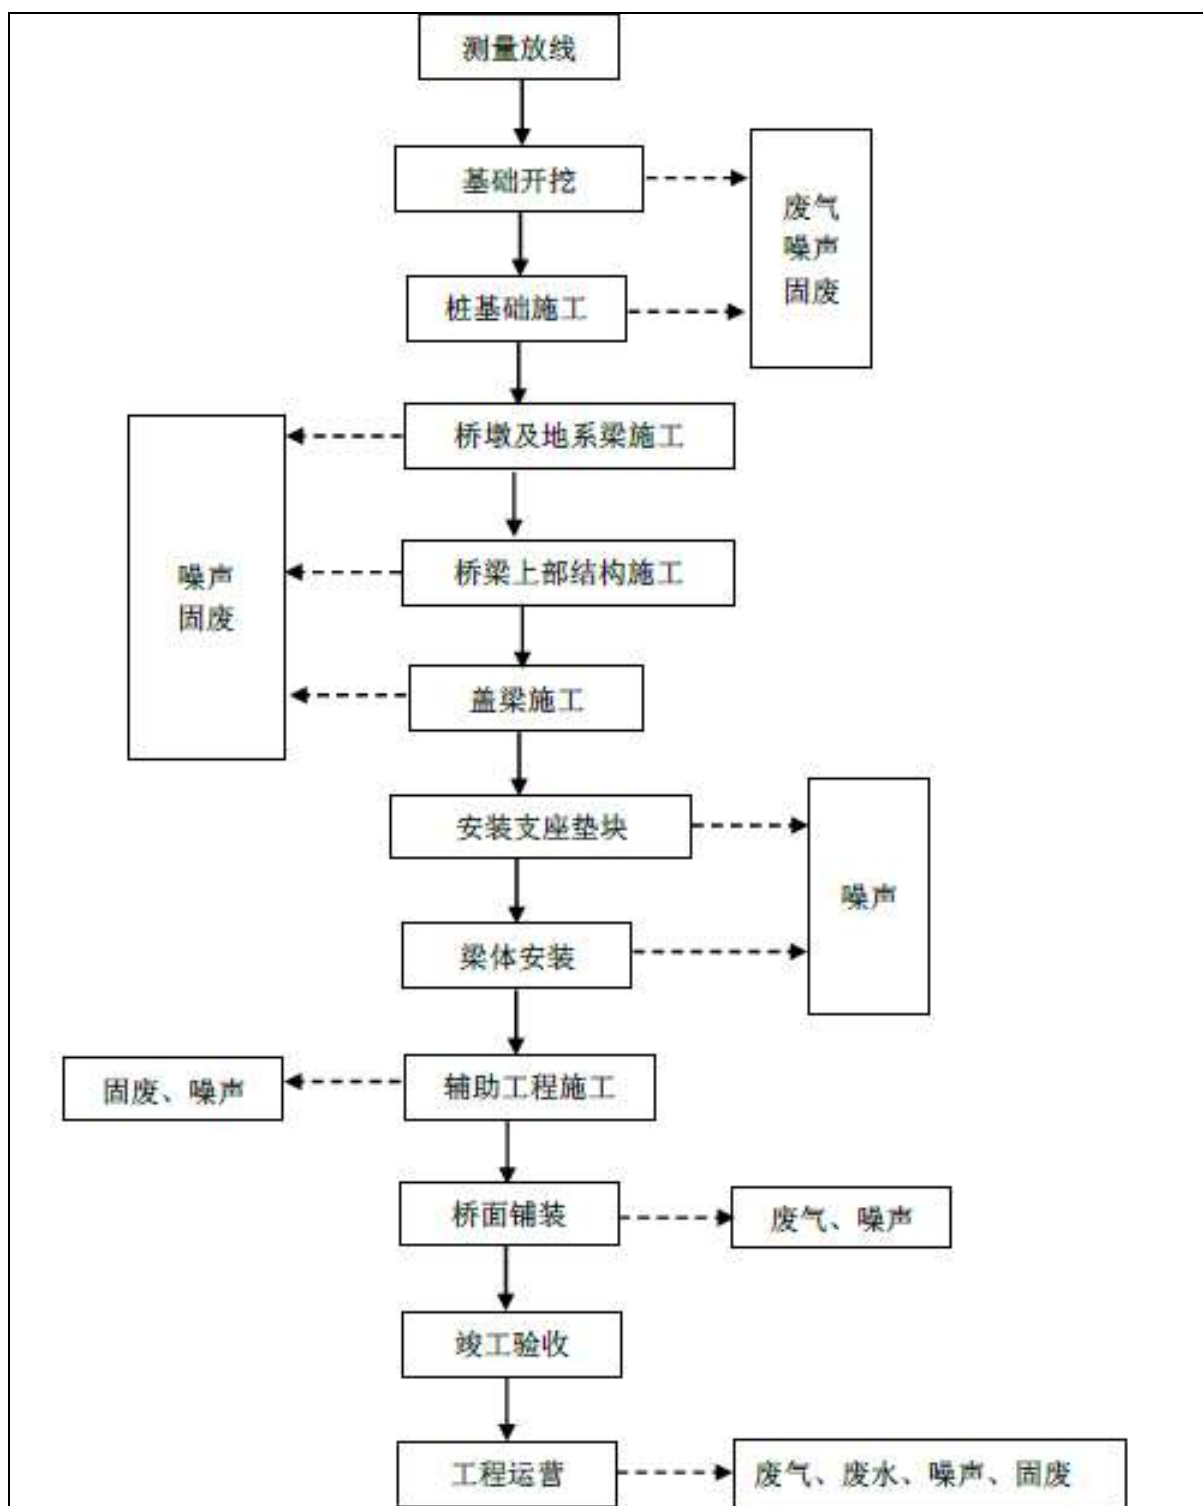 测量放线
基础开挖
废气
噪声
固废
桩基础施工
桥墩及地系梁施工
桥梁上部结构施工
噪声
固废
盖梁施工
安装支座垫块
噪声
梁体安装
固废、噪声
辅助工程施工
桥面铺装
废气、噪声
竣工验收
工程运营
废气、废水、噪声、固废